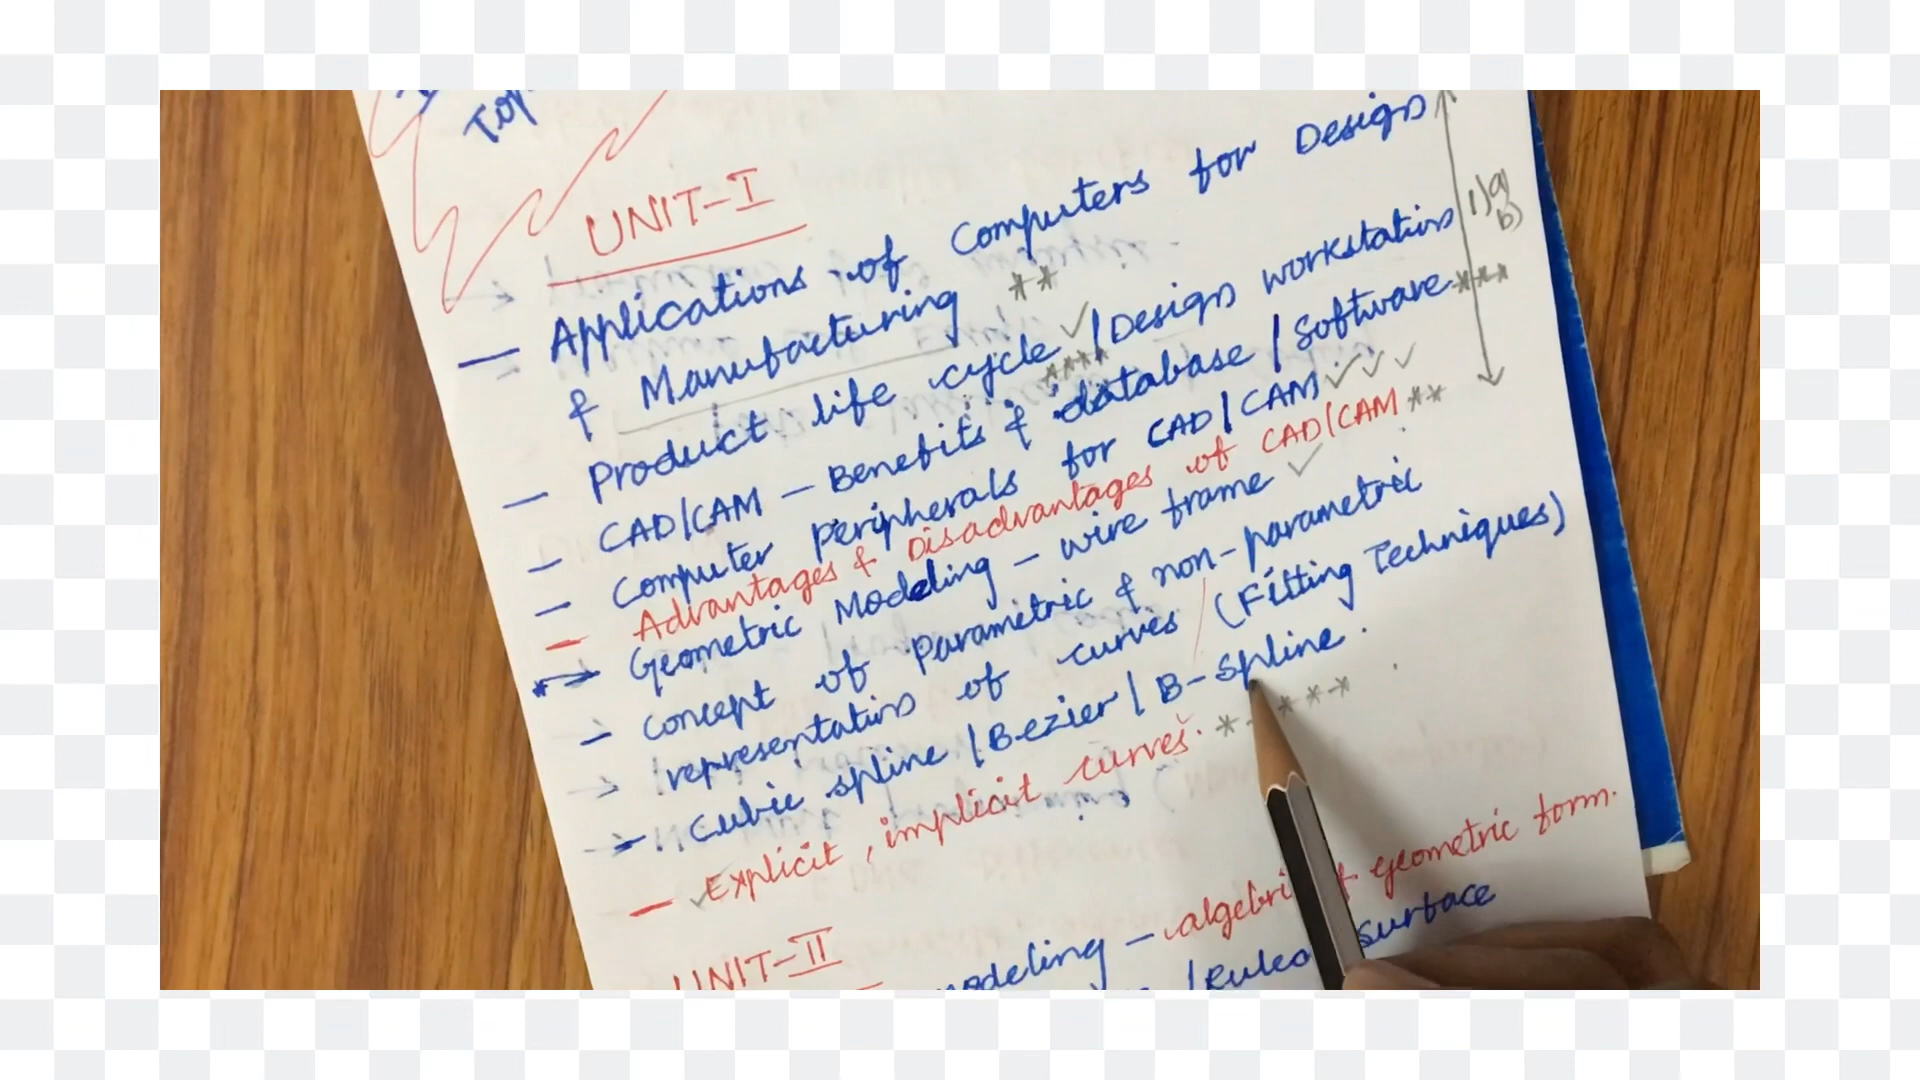 Top
UNIT-I
— Applications of Computers for Design
& Manufacturing **
— Product life cycle ✓ / Design workstation
****
- CAD/CAM - Benefits & database / Software ***
- Computer Peripherals for CAD/CAM ✓ ✓ ✓
- Advantages & Disadvantages of CAD/CAM **
→ Geometric Modeling - wire frame ✓
- concept of parametric & non-parametric
representation of curves (Fitting Techniques)
- cubic spline / Bezier / B-spline.
- ✓ Explicit, implicit curves.
1) a)
b)
UNIT-II
modeling - geometric form.
surface